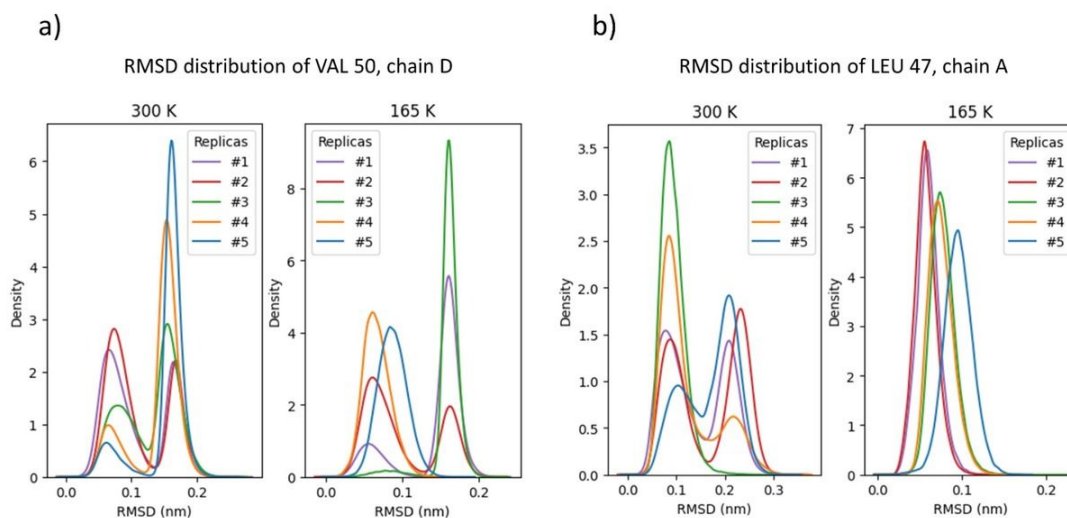 a)
RMSD distribution of VAL 50, chain D
300 K
Density
6
5
4
3
2
1
0
Replicas
#1
#2
#3
#4
#5
0.0 0.1 0.2
RMSD (nm)
165 K
Density
8
6
4
2
0
Replicas
#1
#2
#3
#4
#5
0.0 0.1 0.2
RMSD (nm)
b)
RMSD distribution of LEU 47, chain A
300 K
Density
3.5
3.0
2.5
2.0
1.5
1.0
0.5
0.0
Replicas
#1
#2
#3
#4
#5
0.0 0.1 0.2 0.3
RMSD (nm)
165 K
Density
7
6
5
4
3
2
1
0
Replicas
#1
#2
#3
#4
#5
0.0 0.1 0.2
RMSD (nm)